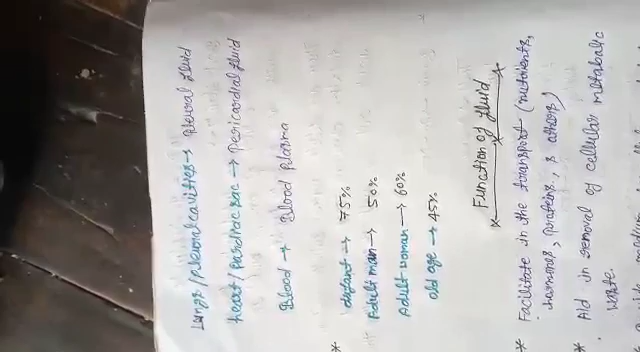 Lungs/pleural cavities → Pleural fluid
heart/pericardiac sac → pericardial fluid
Blood → Blood plasma
* Infant → 75%
Adult man → 50%
Adult woman → 60%
old age → 45%
Function of fluid
* Facilitate in the transport (nutrients,
hormones, proteins, & others)
* Aid in removal of cellular metabolic
waste.